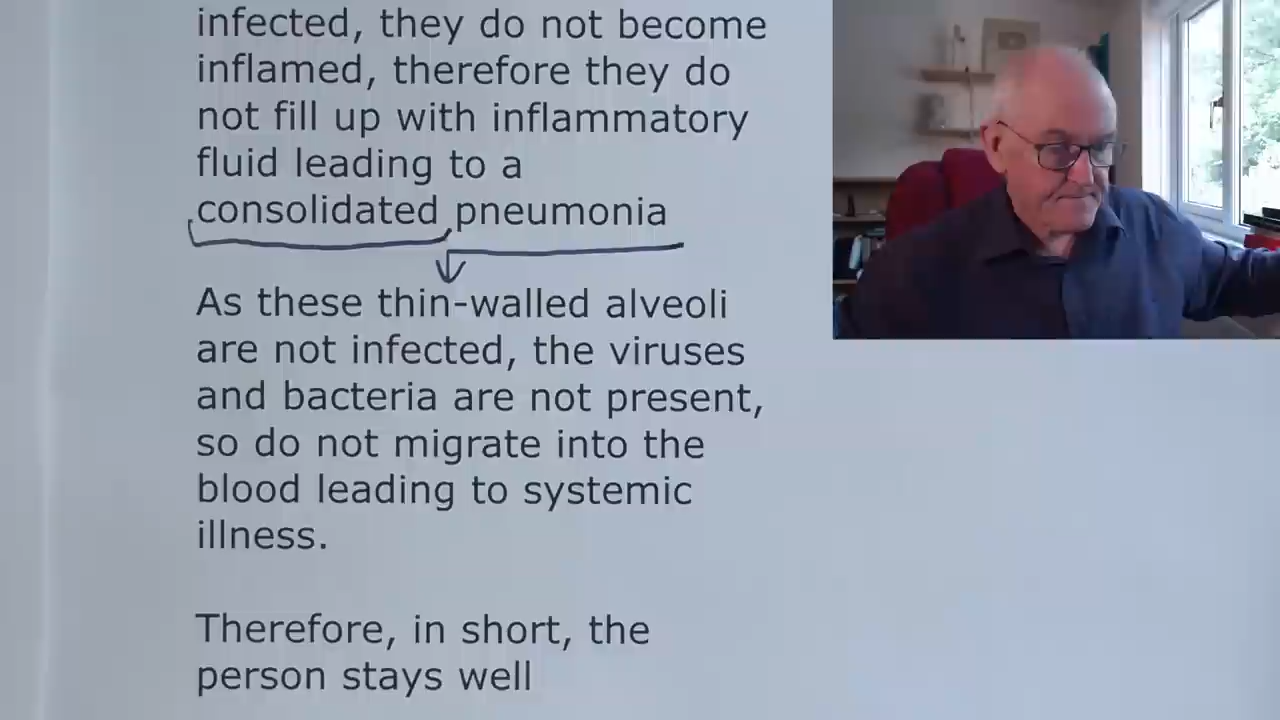 infected, they do not become
inflamed, therefore they do
not fill up with inflammatory
fluid leading to a
consolidated pneumonia
As these thin-walled alveoli
are not infected, the viruses
and bacteria are not present,
so do not migrate into the
blood leading to systemic
illness.
Therefore, in short, the
person stays well